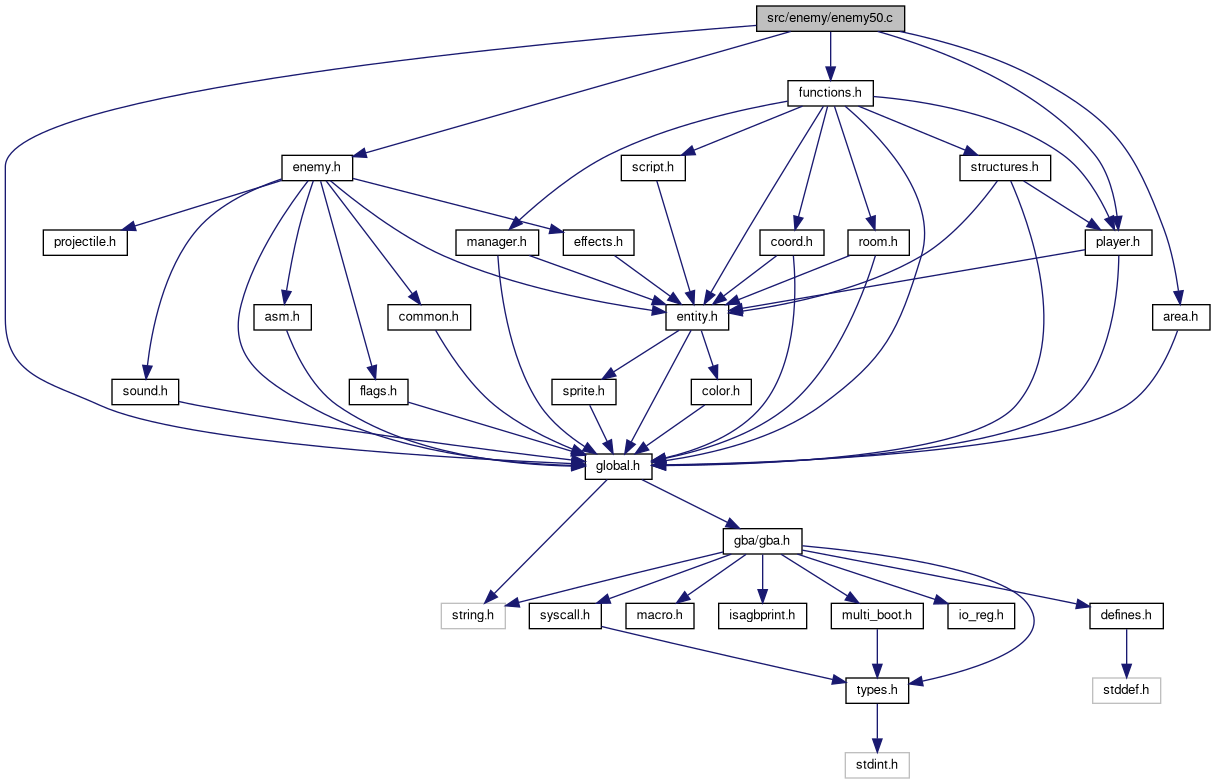 src/enemy/enemy50.c
functions.h
enemy.h
script.h
structures.h
projectile.h
manager.h
effects.h
coord.h
room.h
player.h
asm.h
common.h
entity.h
area.h
sound.h
flags.h
sprite.h
color.h
global.h
gba/gba.h
string.h
syscall.h
macro.h
isagbprint.h
multi_boot.h
io_reg.h
defines.h
types.h
stddef.h
stdint.h